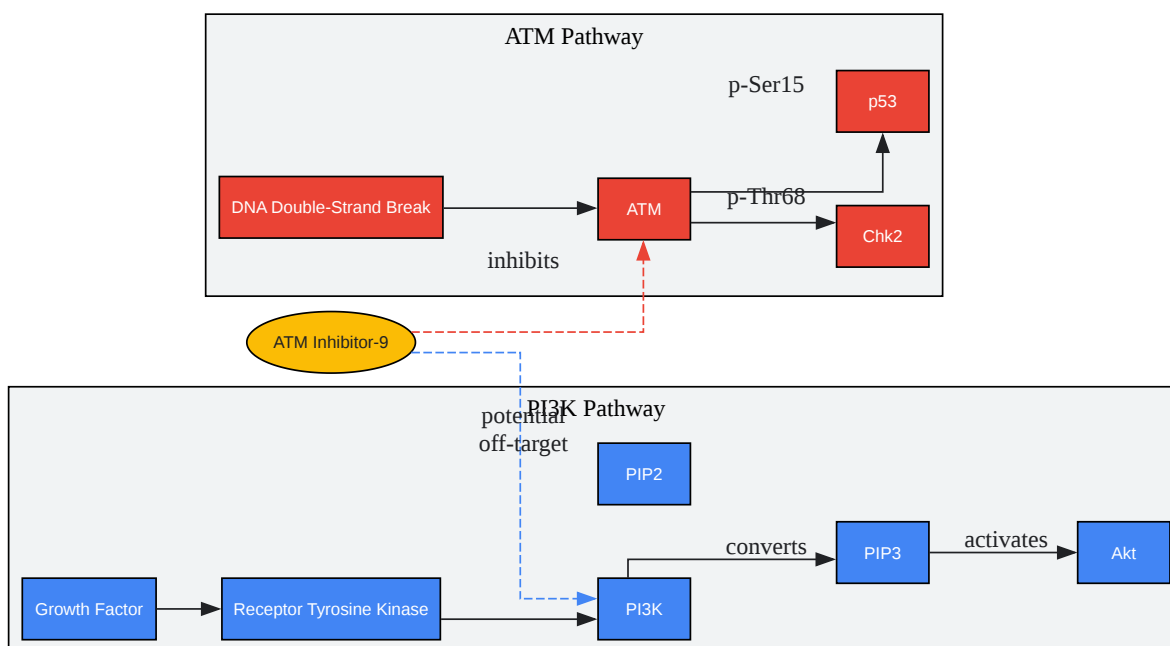 ATM Pathway
p-Ser15
p53
DNA Double-Strand Break
ATM
p-Thr68
Chk2
inhibits
ATM Inhibitor-9
PI3K Pathway
potential
off-target
PIP2
converts
PIP3
activates
Akt
Growth Factor
Receptor Tyrosine Kinase
PI3K